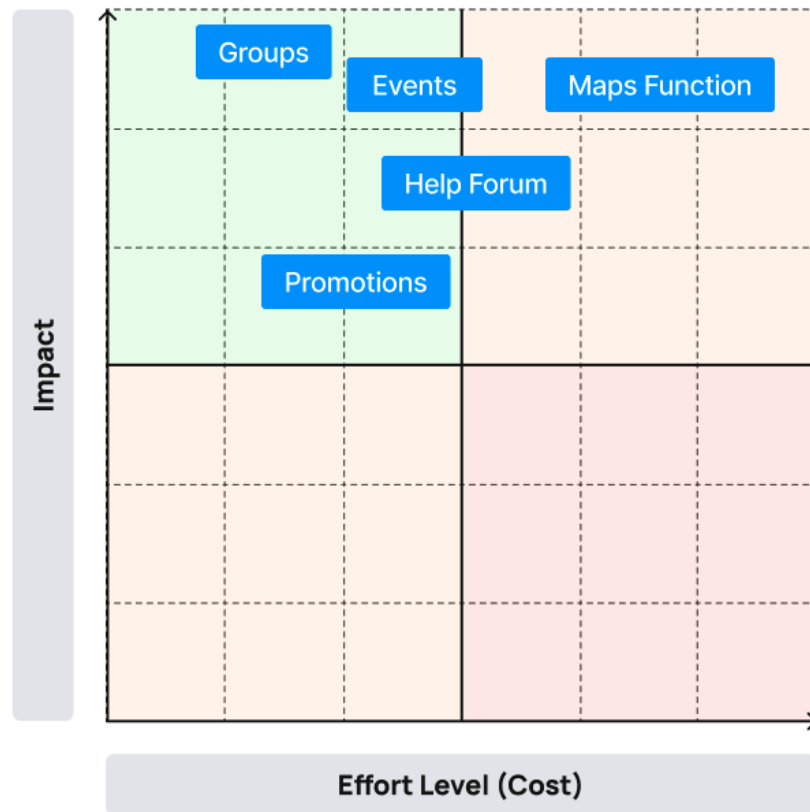 Groups
Events
Maps Function
Help Forum
Promotions
Impact
Effort Level (Cost)